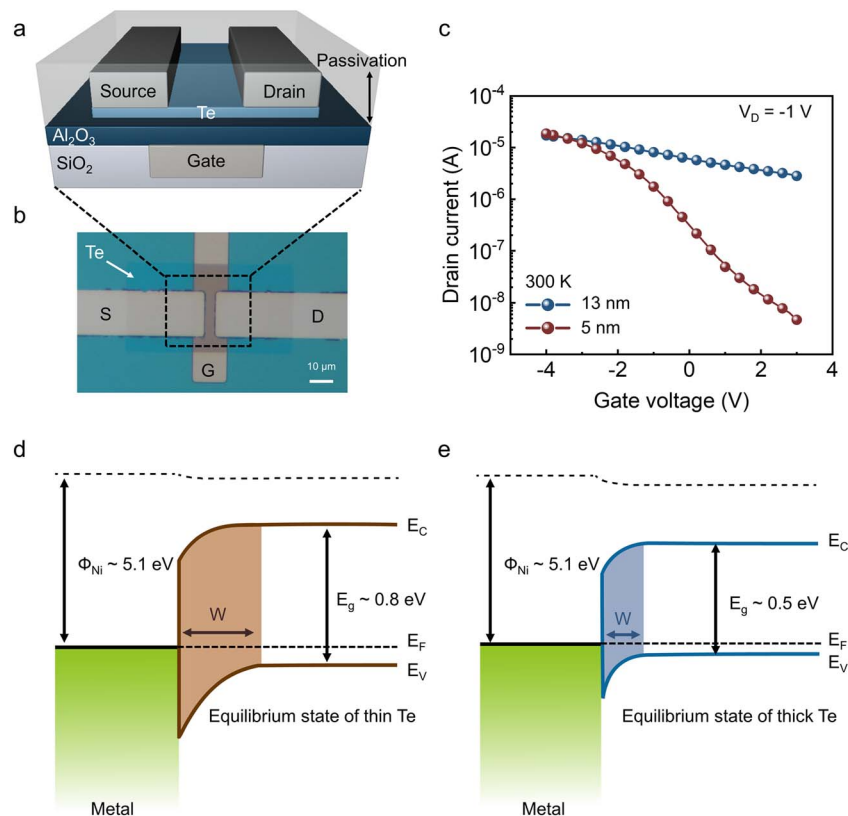 a
Passivation
Source
Drain
Te
Al₂O₃
SiO₂
Gate
b
Te
S
D
G
10 μm
c
V_D = -1 V
Drain current (A)
10⁻⁴
10⁻⁵
10⁻⁶
10⁻⁷
10⁻⁸
10⁻⁹
300 K
13 nm
5 nm
-4 -2 0 2 4
Gate voltage (V)
d
E_C
Φ_Ni ~ 5.1 eV
E_g ~ 0.8 eV
W
E_F
E_V
Equilibrium state of thin Te
Metal
e
E_C
Φ_Ni ~ 5.1 eV
E_g ~ 0.5 eV
W
E_F
E_V
Equilibrium state of thick Te
Metal